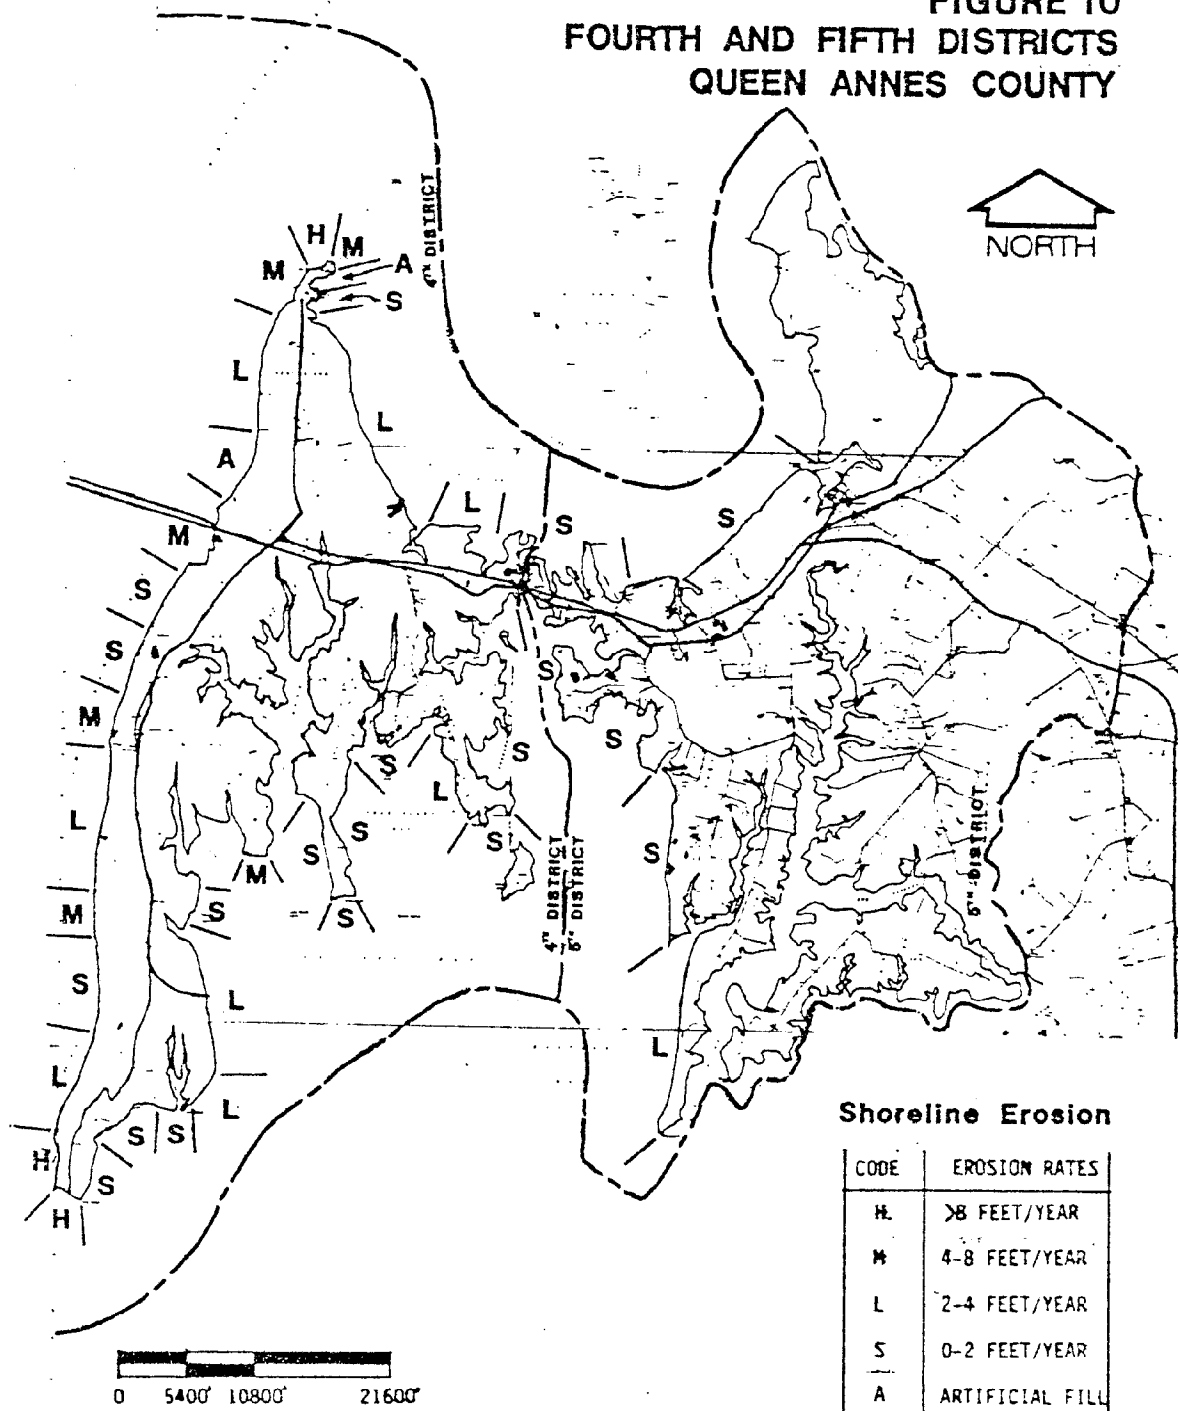 FIGURE 10
FOURTH AND FIFTH DISTRICTS
QUEEN ANNES COUNTY
NORTH
4TH DISTRICT
H
M
M
A
S
L
L
A
L
S
S
M
S
S
S
M
S
S
S
L
L
S
S
S
S
M
S
M
S
S
L
S
L
L
L
S
S
H
S
H
4TH DISTRICT
5TH DISTRICT
5TH DISTRICT
Shoreline Erosion
CODE EROSION RATES
H >8 FEET/YEAR
M 4-8 FEET/YEAR
L 2-4 FEET/YEAR
S 0-2 FEET/YEAR
A ARTIFICIAL FILL
0 5400' 10800' 21600'